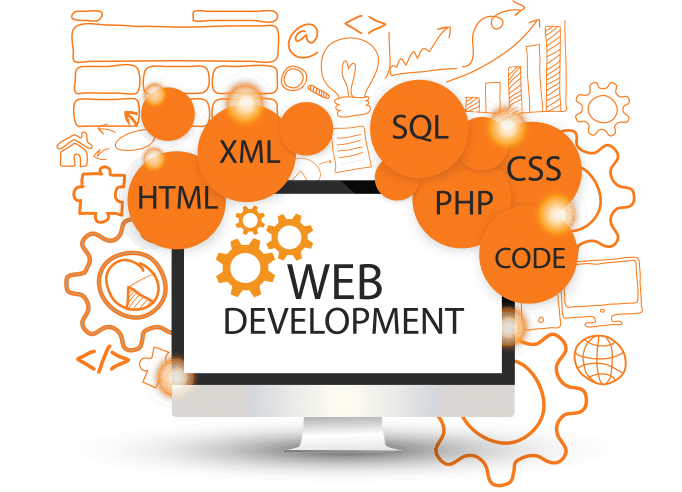 XML
HTML
SQL
CSS
PHP
CODE
WEB
DEVELOPMENT
@
</>
</>